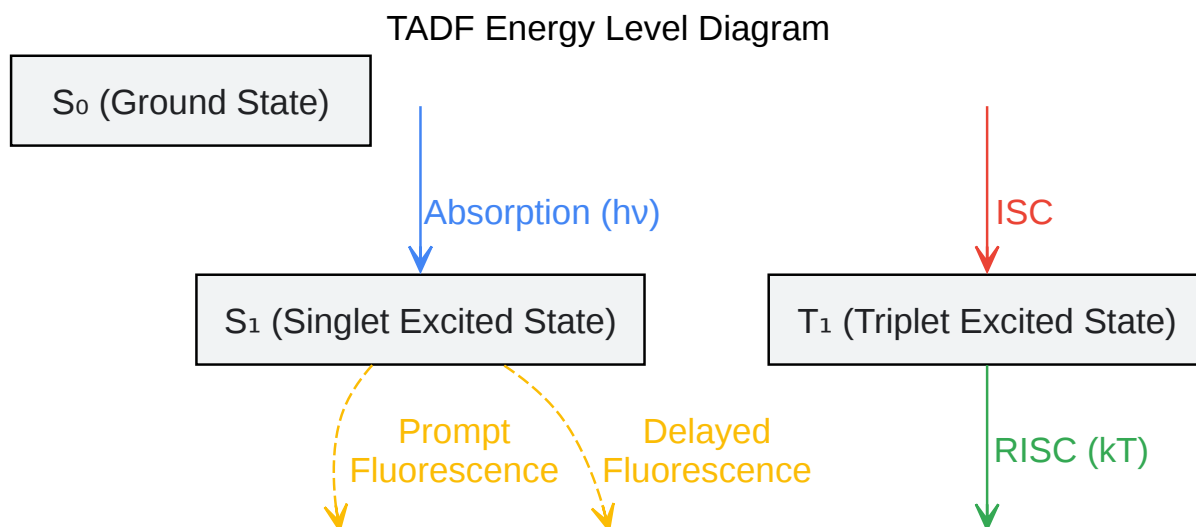 TADF Energy Level Diagram
S₀ (Ground State)
Absorption (hν)
ISC
S₁ (Singlet Excited State)
T₁ (Triplet Excited State)
Prompt
Fluorescence
Delayed
Fluorescence
RISC (kT)